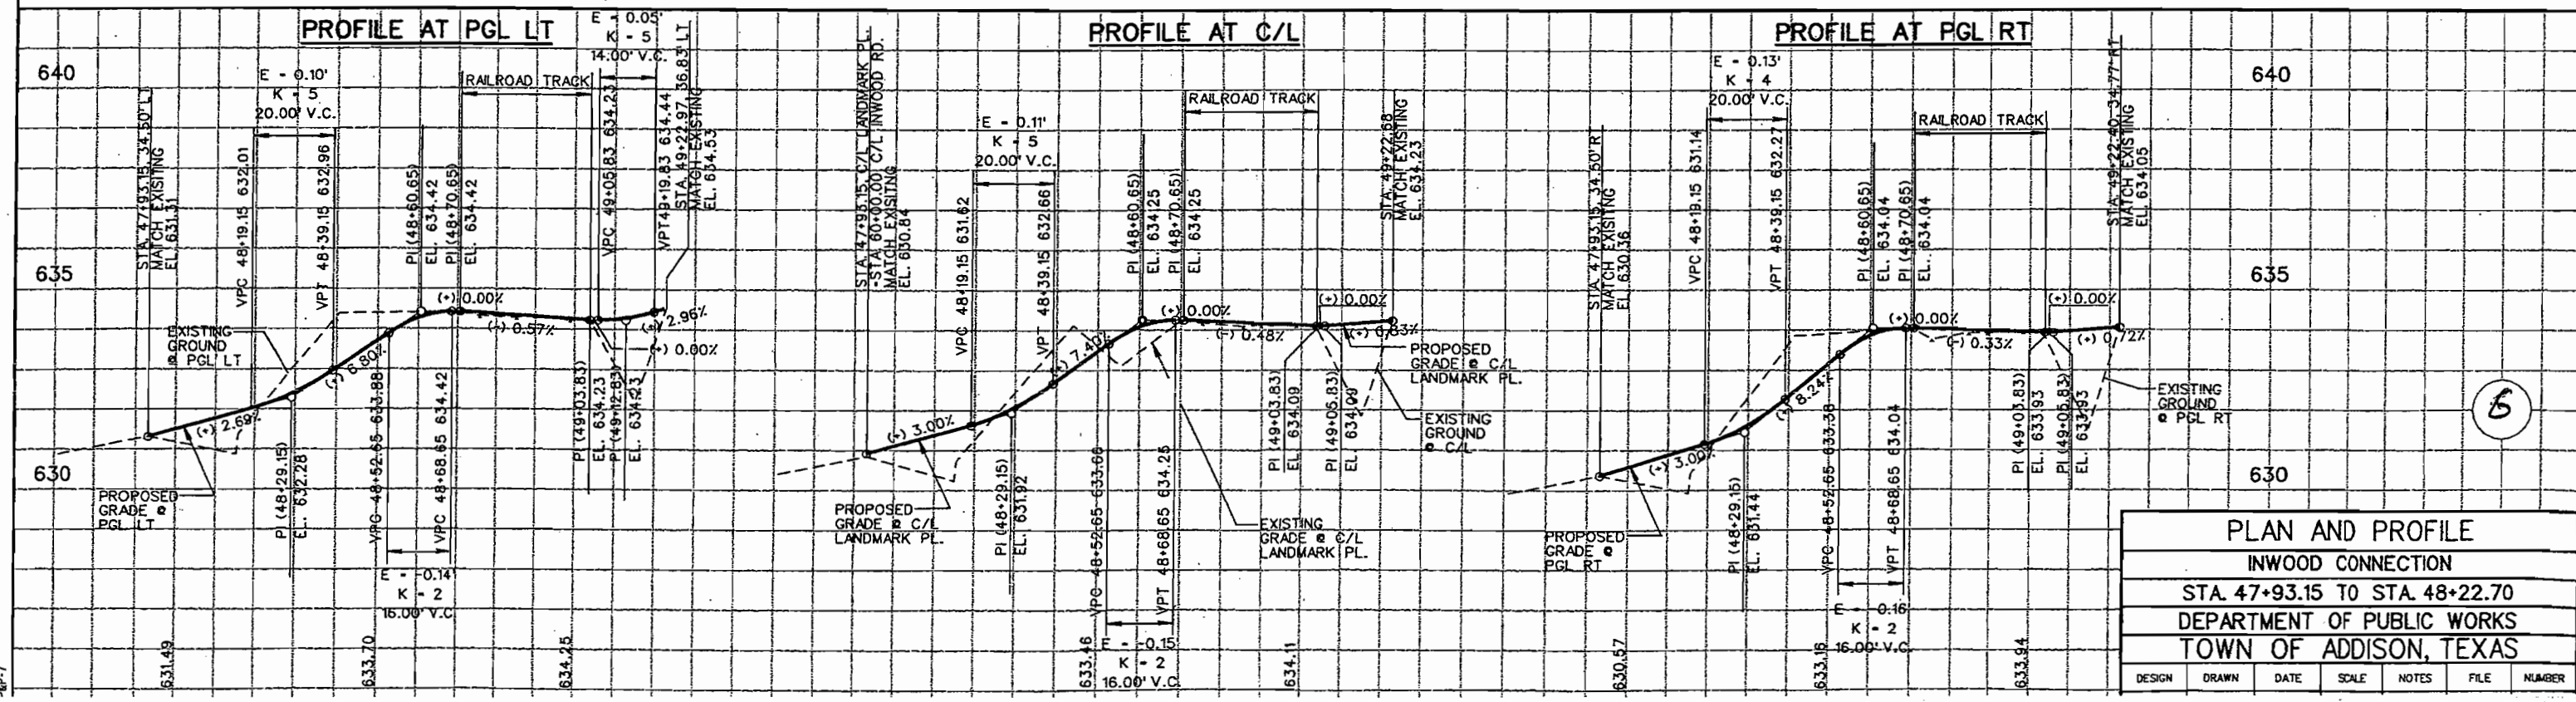 PROFILE AT PGL LT
640
635
630
STA. 47+93.15, 34.50' LT
MATCH EXISITING
EL. 631.31
E = 0.10'
K = 5
20.00' V.C.
VPC 48+19.15 632.01
VPT 48+39.15 632.96
RAILROAD TRACK
PI (48+60.65)
EL. 634.42
PI (48+70.65)
EL. 634.42
E = 0.05'
K = 5
14.00' V.C.
VPC 49+05.83 634.23
VPT 49+19.83 634.44
STA. 49+22.97, 36.83' LT
MATCH EXISTING
EL. 634.53
EXISTING
GROUND
@ PGL LT
(+) 2.69%
(+) 6.80%
(+) 0.00%
(-) 0.57%
(+) 2.96%
(+) 0.00%
PROPOSED
GRADE @
PGL LT
PI (48+29.15)
EL. 632.28
VPC 48+52.65 633.88
VPC 48+68.65 634.42
E = -0.14'
K = 2
16.00' V.C.
PI (49+03.83)
EL. 634.23
PI (49+12.83)
EL. 634.23
631.49
633.70
634.25
PROFILE AT C/L
STA. 47+93.15, C/L LANDMARK PL.
=STA. 60+00.00 C/L INWOOD RD.
MATCH EXISTING
EL. 630.84
E = 0.11'
K = 5
20.00' V.C.
VPC 48+19.15 631.62
VPT 48+39.15 632.66
RAILROAD TRACK
PI (48+60.65)
EL. 634.25
PI (48+70.65)
EL. 634.25
STA. 49+22.68
MATCH EXISTING
EL. 634.23
(+) 3.00%
(+) 7.40%
(+) 0.00%
(-) 0.48%
(+) 0.00%
(+) 0.83%
PROPOSED
GRADE @ C/L
LANDMARK PL.
EXISTING
GROUND
@ C/L
PROPOSED
GRADE @ C/L
LANDMARK PL.
PI (48+29.15)
EL. 631.92
VPC 48+52.65 633.66
VPT 48+68.65 634.25
E = -0.15
K = 2
16.00' V.C.
EXISTING
GRADE @ C/L
LANDMARK PL.
PI (49+03.83)
EL. 634.09
PI (49+06.83)
EL. 634.09
633.46
634.11
PROFILE AT PGL RT
STA. 47+93.15, 34.50' RT
MATCH EXISTING
EL. 630.36
E = 0.13'
K = 4
20.00' V.C.
VPC 48+19.15 631.14
VPT 48+39.15 632.27
RAILROAD TRACK
PI (48+60.65)
EL. 634.04
PI (48+70.65)
EL. 634.04
STA. 49+22.40, 34.77' RT
MATCH EXISTING
EL. 634.05
(+) 3.00%
(+) 8.24%
(+) 0.00%
(-) 0.33%
(+) 0.00%
(+) 0.72%
PROPOSED
GRADE @
PGL RT
PI (48+29.15)
EL. 631.44
VPC 48+52.65 633.38
VPT 48+68.65 634.04
E = -0.16
K = 2
16.00' V.C.
PI (49+03.83)
EL. 633.93
PI (49+06.83)
EL. 633.93
EXISTING
GROUND
@ PGL RT
630.57
633.16
633.94
640
635
630
PLAN AND PROFILE
INWOOD CONNECTION
STA. 47+93.15 TO STA. 48+22.70
DEPARTMENT OF PUBLIC WORKS
TOWN OF ADDISON, TEXAS
DESIGN DRAWN DATE SCALE NOTES FILE NUMBER